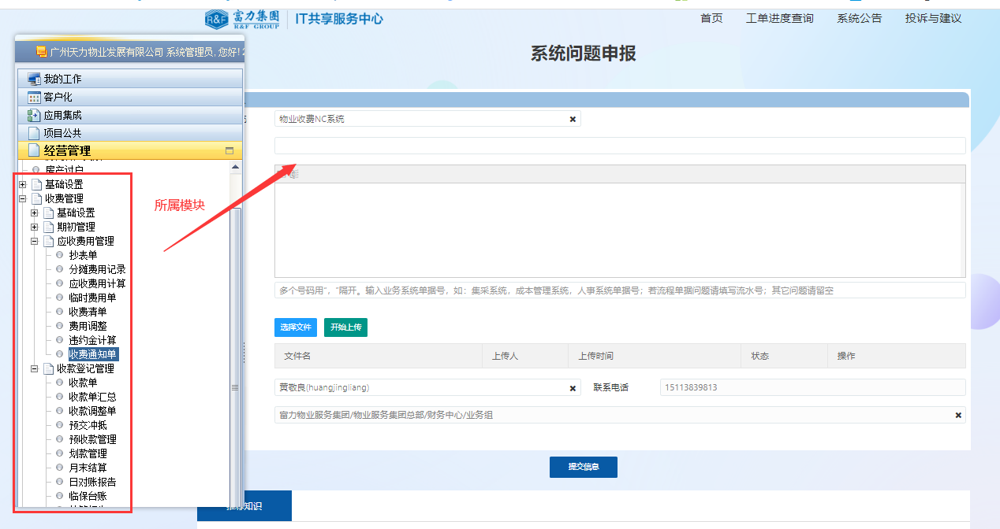 R&F 富力集團 R&F GROUP IT共享服务中心 首页 工单进度查询 系统公告 投诉与建议
系统问题申报
广州天力物业发展有限公司 系统管理员,您好!
我的工作
客户化
应用集成
项目公共
经营管理
房产过户
基础设置
收费管理
基础设置
期初管理
应收费用管理
抄表单
分摊费用记录
应收费用计算
临时费用单
收费清单
费用调整
违约金计算
收费通知单
收款登记管理
收款单
收款单汇总
收款调整单
预交冲抵
预收款管理
划款管理
月末结算
日对账报告
临保台账
所属模块
物业收费NC系统
多个号码用","隔开。输入业务系统单据号，如：集采系统，成本管理系统，人事系统单据号；若流程单据问题请填写流水号；其它问题请留空
选择文件 开始上传
文件名 上传人 上传时间 状态 操作
黄敬良(huangjingliang) 联系电话 15113839813
富力物业服务集团/物业服务集团总部/财务中心/业务组
提交信息
推荐知识